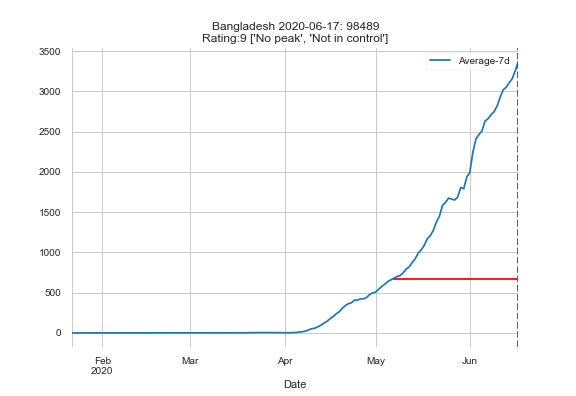 Bangladesh 2020-06-17: 98489
Rating:9 ['No peak', 'Not in control']
Average-7d
3500
3000
2500
2000
1500
1000
500
0
Feb
2020
Mar
Apr
May
Jun
Date